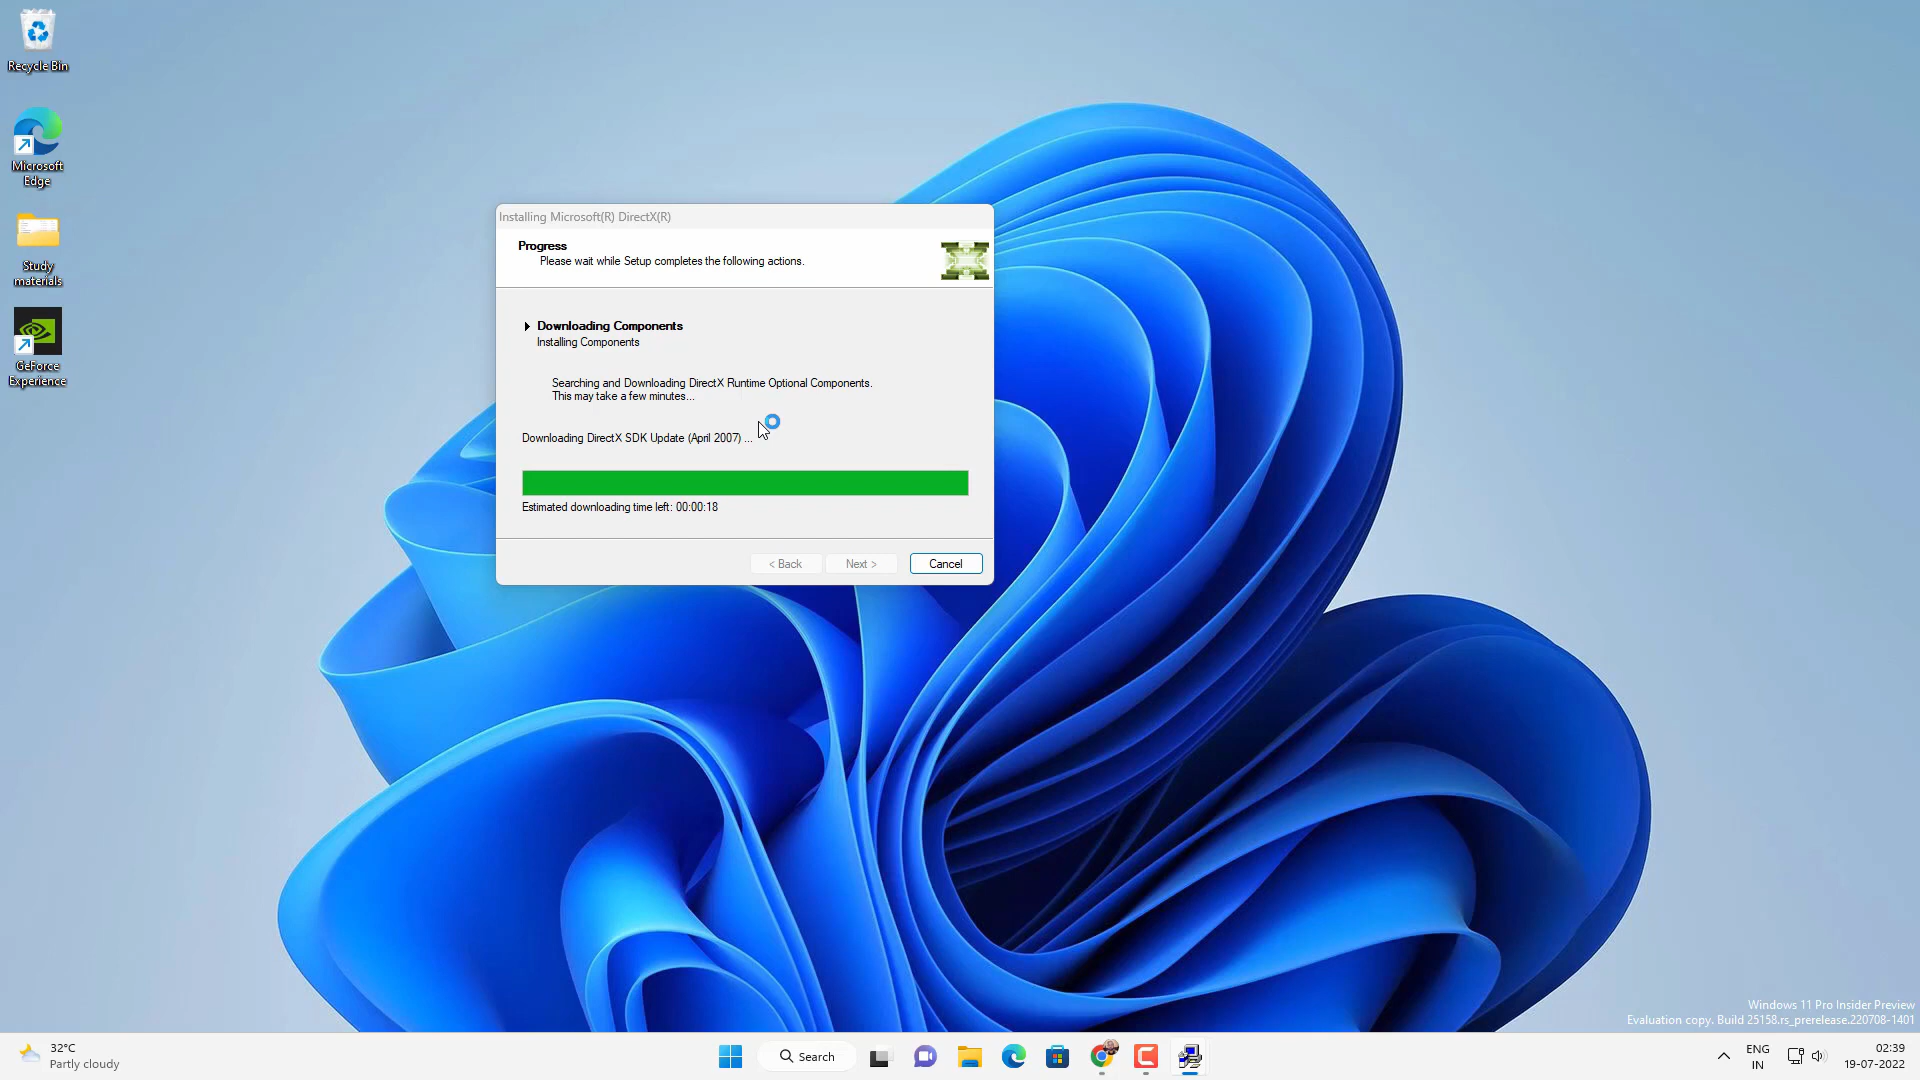 Recycle Bin
Microsoft
Edge
Study
materials
GeForce
Experience
Installing Microsoft(R) DirectX(R)
Progress
Please wait while Setup completes the following actions.
Downloading Components
Installing Components
Searching and Downloading DirectX Runtime Optional Components.
This may take a few minutes...
Downloading DirectX SDK Update (April 2007) ...
Estimated downloading time left: 00:00:18
< Back
Next >
Cancel
Windows 11 Pro Insider Preview
Evaluation copy. Build 25158.rs_prerelease.220708-1401
32°C
Partly cloudy
Search
ENG
IN
02:39
19-07-2022